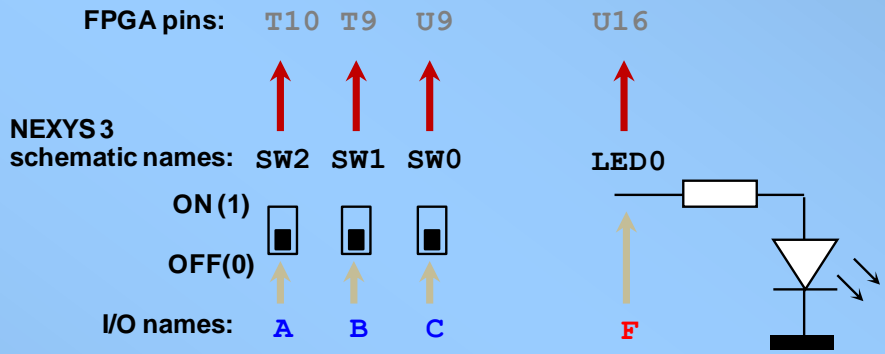 FPGA pins: T10 T9 U9 U16
NEXYS 3
schematic names: SW2 SW1 SW0 LED0
ON (1)
OFF(0)
I/O names: A B C F